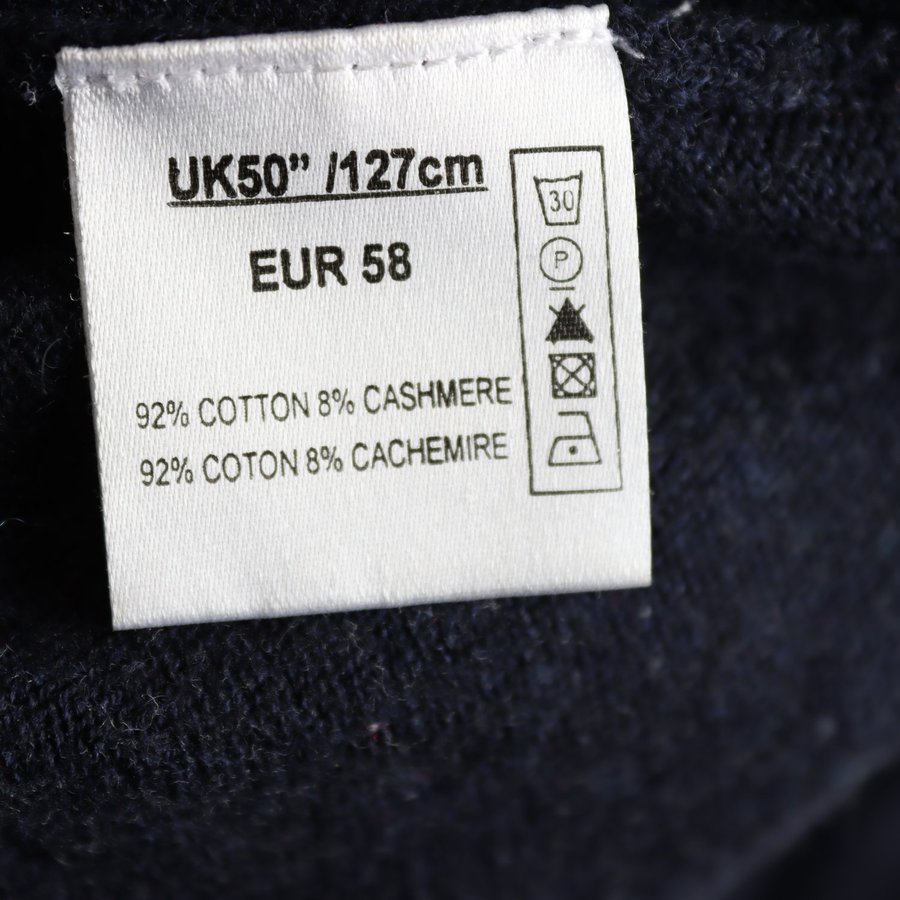 UK50” /127cm
EUR 58
92% COTTON 8% CASHMERE
92% COTON 8% CACHEMIRE
30
P